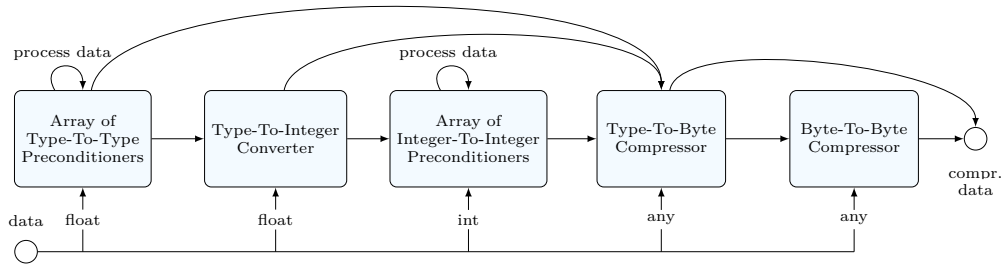 process data
process data
Array of
Type-To-Type
Preconditioners
Type-To-Integer
Converter
Array of
Integer-To-Integer
Preconditioners
Type-To-Byte
Compressor
Byte-To-Byte
Compressor
compr.
data
data
float
float
int
any
any